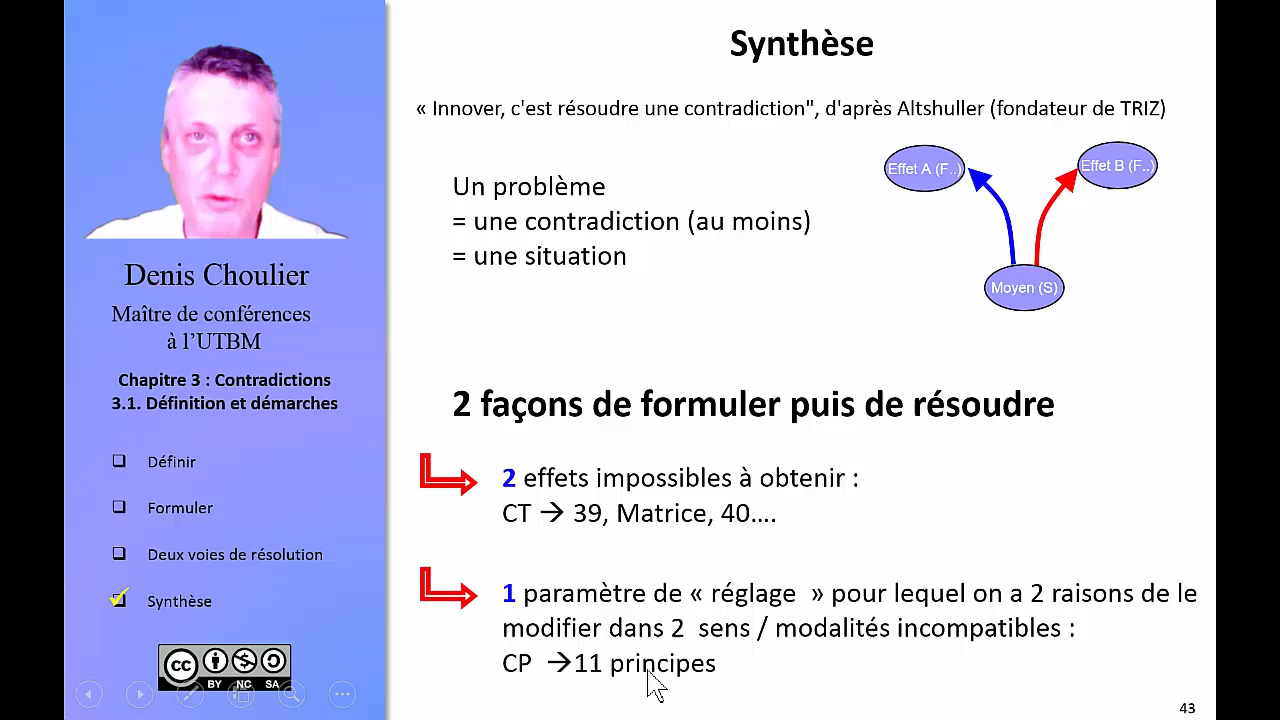 Synthèse
« Innover, c'est résoudre une contradiction", d'après Altshuller (fondateur de TRIZ)
Effet A (F..)
Effet B (F..)
Un problème
= une contradiction (au moins)
= une situation
Moyen (S)
Denis Choulier
Maître de conférences
à l'UTBM
Chapitre 3 : Contradictions
3.1. Définition et démarches
Définir
Formuler
Deux voies de résolution
Synthèse
2 façons de formuler puis de résoudre
2 effets impossibles à obtenir :
CT → 39, Matrice, 40....
1 paramètre de « réglage » pour lequel on a 2 raisons de le
modifier dans 2 sens / modalités incompatibles :
CP →11 principes
cc
BY NC SA
43